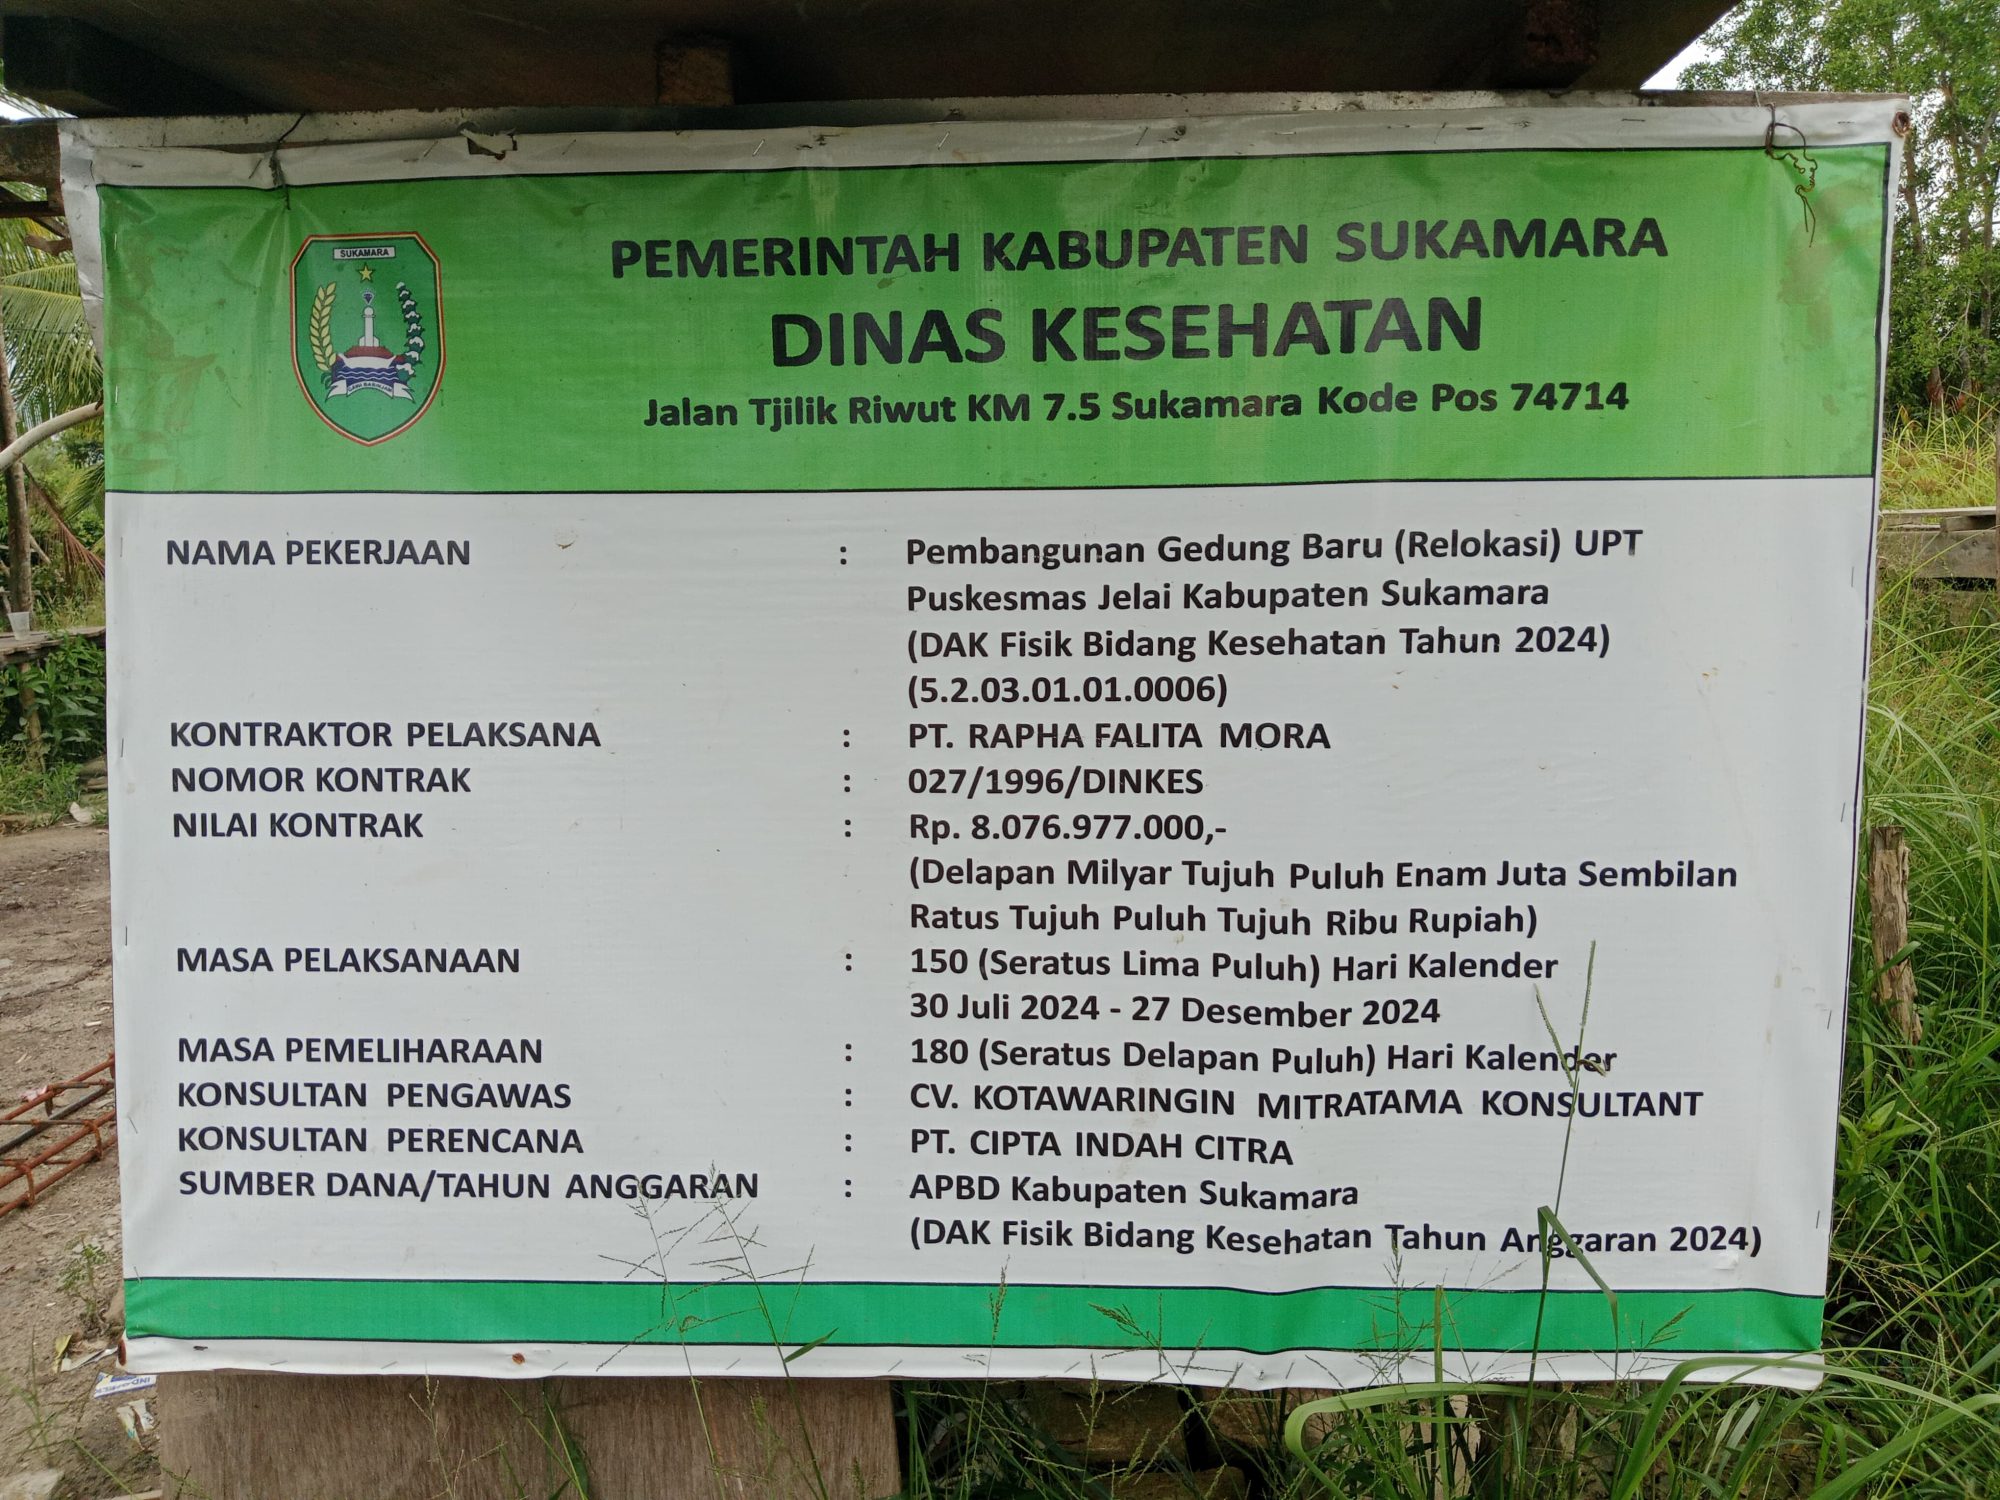 SUKAMARA
PEMERINTAH KABUPATEN SUKAMARA
DINAS KESEHATAN
Jalan Tjilik Riwut KM 7.5 Sukamara Kode Pos 74714
NAMA PEKERJAAN : Pembangunan Gedung Baru (Relokasi) UPT
Puskesmas Jelai Kabupaten Sukamara
(DAK Fisik Bidang Kesehatan Tahun 2024)
(5.2.03.01.01.0006)
KONTRAKTOR PELAKSANA : PT. RAPHA FALITA MORA
NOMOR KONTRAK : 027/1996/DINKES
NILAI KONTRAK : Rp. 8.076.977.000,-
(Delapan Milyar Tujuh Puluh Enam Juta Sembilan
Ratus Tujuh Puluh Tujuh Ribu Rupiah)
MASA PELAKSANAAN : 150 (Seratus Lima Puluh) Hari Kalender
30 Juli 2024 - 27 Desember 2024
MASA PEMELIHARAAN : 180 (Seratus Delapan Puluh) Hari Kalender
KONSULTAN PENGAWAS : CV. KOTAWARINGIN MITRATAMA KONSULTANT
KONSULTAN PERENCANA : PT. CIPTA INDAH CITRA
SUMBER DANA/TAHUN ANGGARAN : APBD Kabupaten Sukamara
(DAK Fisik Bidang Kesehatan Tahun Anggaran 2024)